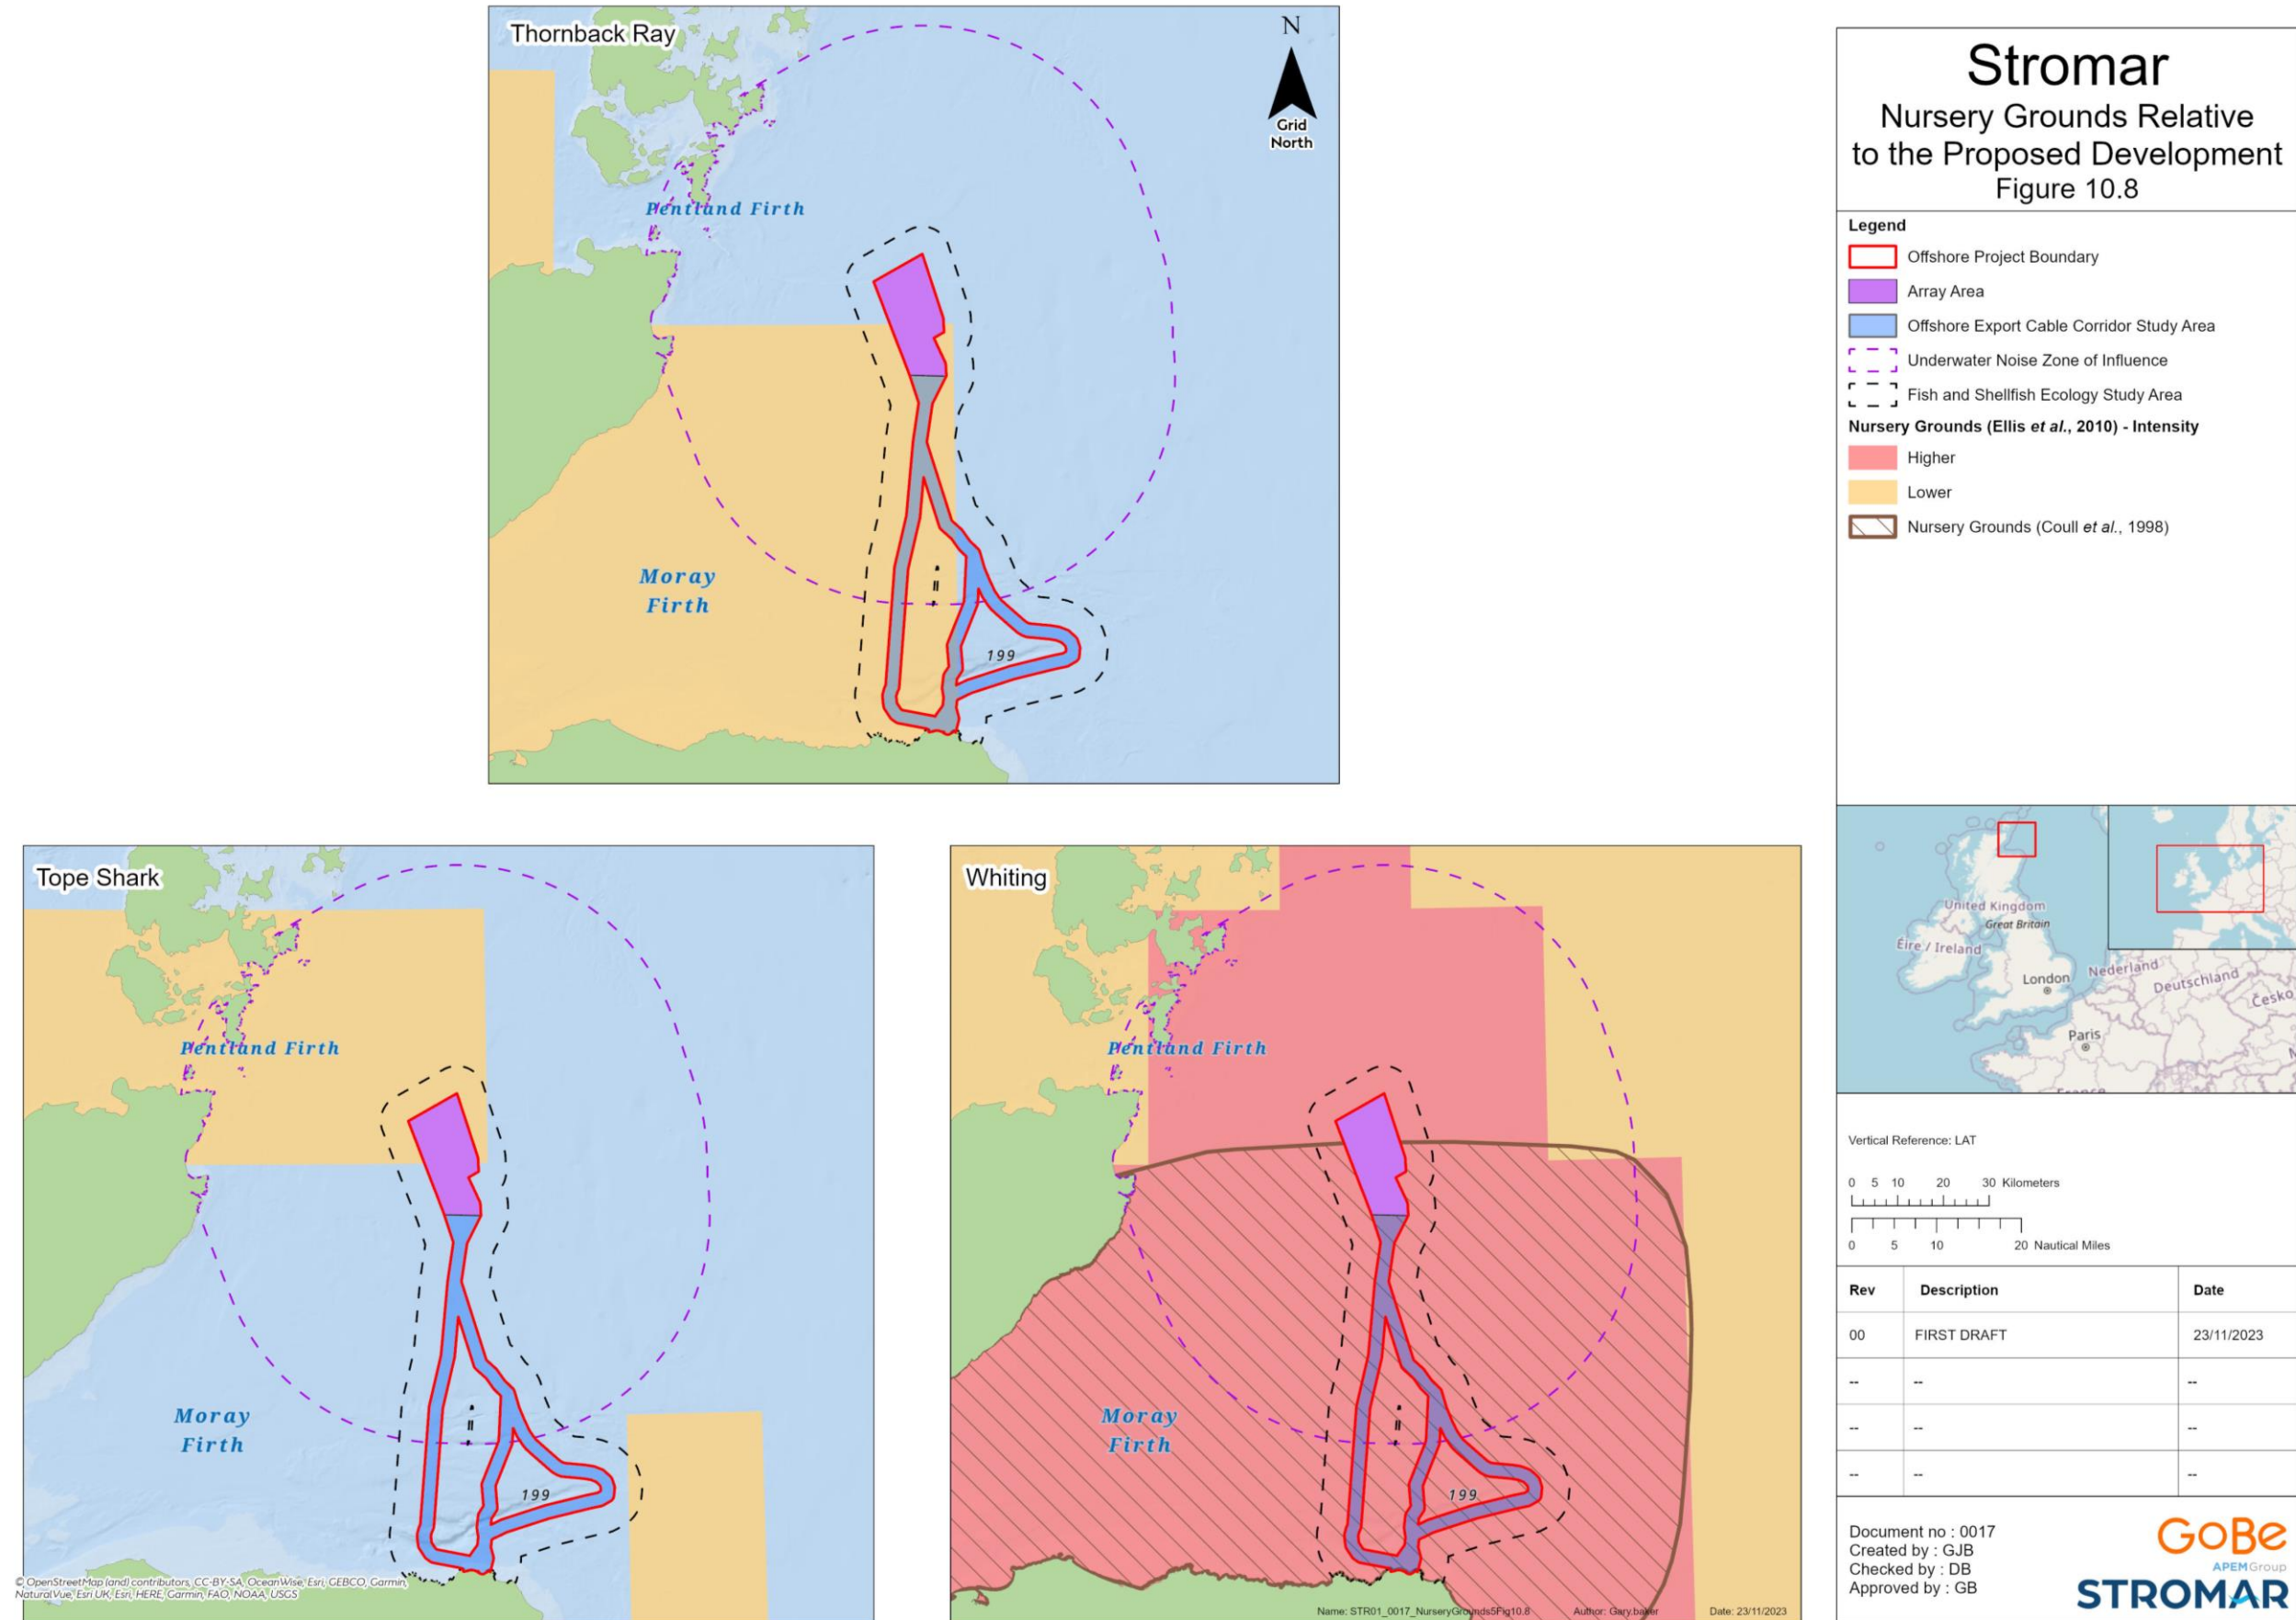 Thornback Ray
N
Grid
North
Pentland Firth
Moray
Firth
199
Tope Shark
Pentland Firth
Moray
Firth
199
© OpenStreetMap (and) contributors, CC-BY-SA, OceanWise, Esri, GEBCO, Garmin,
NaturalVue, Esri UK, Esri, HERE, Garmin, FAO, NOAA, USGS
Whiting
Pentland Firth
Moray
Firth
199
Name: STR01_0017_NurseryGrounds5Fig10.8 Author: Gary.baker Date: 23/11/2023
Stromar
Nursery Grounds Relative
to the Proposed Development
Figure 10.8
Legend
Offshore Project Boundary
Array Area
Offshore Export Cable Corridor Study Area
Underwater Noise Zone of Influence
Fish and Shellfish Ecology Study Area
Nursery Grounds (Ellis et al., 2010) - Intensity
Higher
Lower
Nursery Grounds (Coull et al., 1998)
United Kingdom
Great Britain
Éire / Ireland
London
Nederland
Deutschland
Česko
Paris
France
Vertical Reference: LAT
0 5 10 20 30 Kilometers
0 5 10 20 Nautical Miles
Rev Description Date
00 FIRST DRAFT 23/11/2023
-- -- --
-- -- --
-- -- --
Document no : 0017
Created by : GJB
Checked by : DB
Approved by : GB
GoBe
APEMGroup
STROMAR